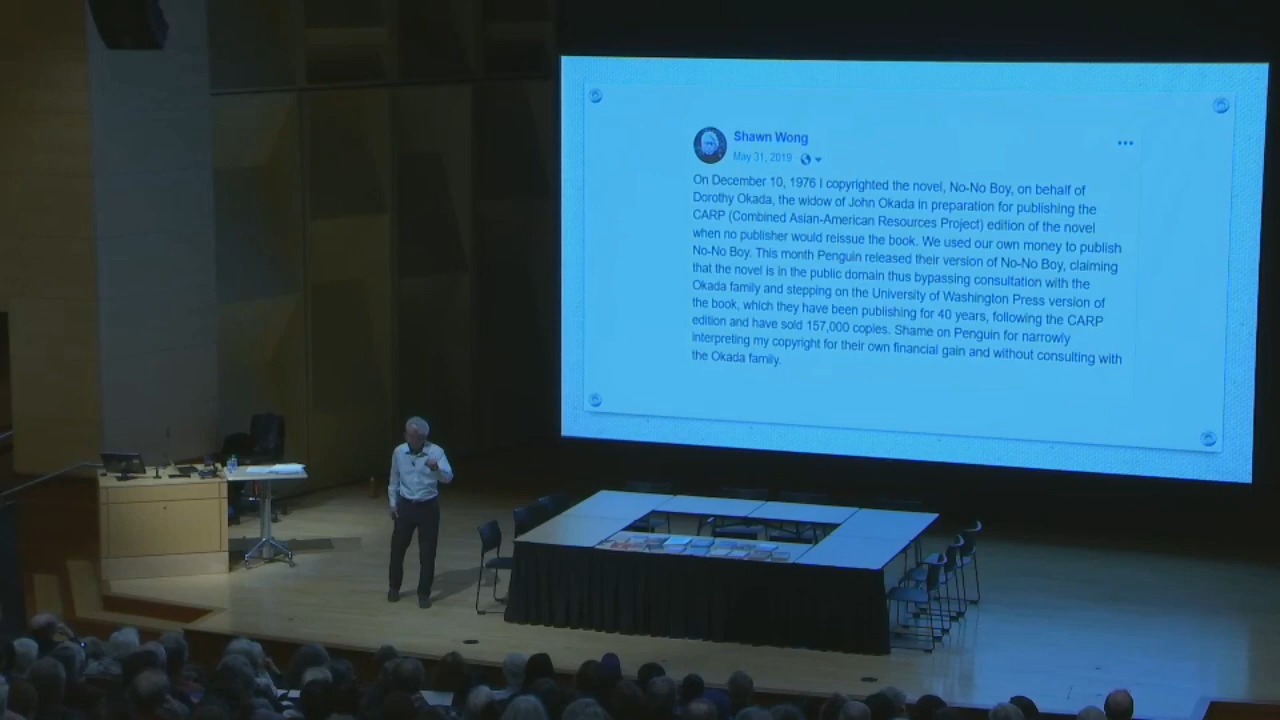 Shawn Wong
May 31, 2019
On December 10, 1976 I copyrighted the novel, No-No Boy, on behalf of
Dorothy Okada, the widow of John Okada in preparation for publishing the
CARP (Combined Asian-American Resources Project) edition of the novel
when no publisher would reissue the book. We used our own money to publish
No-No Boy. This month Penguin released their version of No-No Boy, claiming
that the novel is in the public domain thus bypassing consultation with the
Okada family and stepping on the University of Washington Press version of
the book, which they have been publishing for 40 years, following the CARP
edition and have sold 157,000 copies. Shame on Penguin for narrowly
interpreting my copyright for their own financial gain and without consulting with
the Okada family.